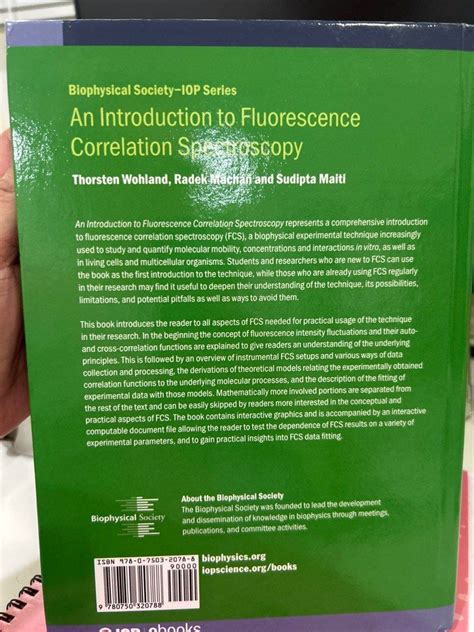 Biophysical Society–IOP Series
An Introduction to Fluorescence
Correlation Spectroscopy
Thorsten Wohland, Radek Macháň and Sudipta Maiti
An Introduction to Fluorescence Correlation Spectroscopy represents a comprehensive introduction
to fluorescence correlation spectroscopy (FCS), a biophysical experimental technique increasingly
used to study and quantify molecular mobility, concentrations and interactions in vitro, as well as
in living cells and multicellular organisms. Students and researchers who are new to FCS can use
the book as the first introduction to the technique, while those who are already using FCS regularly
in their research may find it useful to deepen their understanding of the technique, its possibilities,
limitations, and potential pitfalls as well as ways to avoid them.
This book introduces the reader to all aspects of FCS needed for practical usage of the technique
in their research. In the beginning the concept of fluorescence intensity fluctuations and their auto-
and cross-correlation functions are explained to give readers an understanding of the underlying
principles. This is followed by an overview of instrumental FCS setups and various ways of data
collection and processing, the derivations of theoretical models relating the experimentally obtained
correlation functions to the underlying molecular processes, and the description of the fitting of
experimental data with those models. Mathematically more involved portions are separated from
the rest of the text and can be easily skipped by readers more interested in the conceptual and
practical aspects of FCS. The book contains interactive graphics and is accompanied by an interactive
computable document file allowing the reader to test the dependence of FCS results on a variety of
experimental parameters, and to gain practical insights into FCS data fitting.
Biophysical Society
About the Biophysical Society
The Biophysical Society was founded to lead the development
and dissemination of knowledge in biophysics through meetings,
publications, and committee activities.
ISBN 978-0-7503-2078-8
90000
9 780750 320788
biophysics.org
iopscience.org/books
IOP ebooks